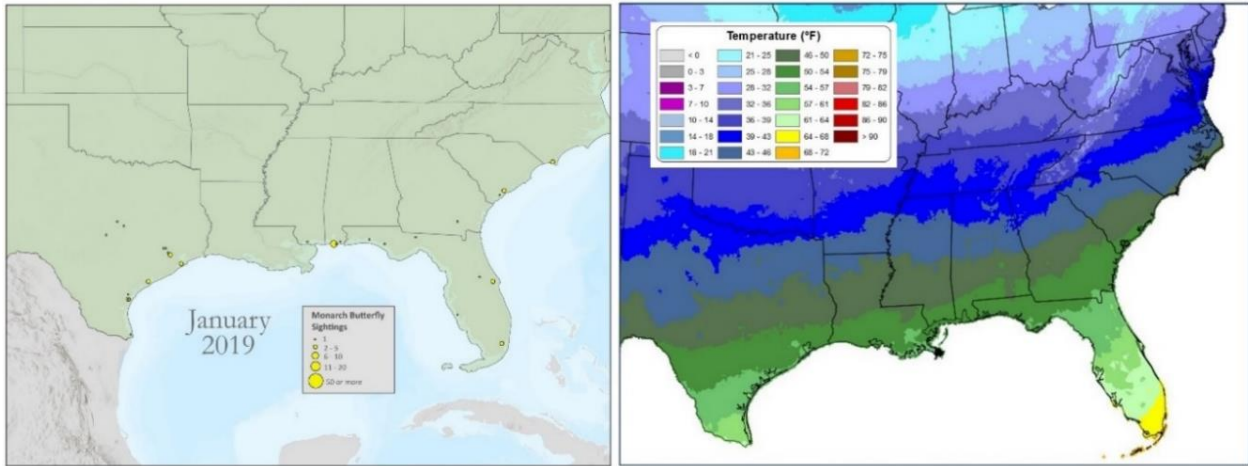 January
2019
Monarch Butterfly
Sightings
1
2 - 5
6 - 10
11 - 20
50 or more
Temperature (°F)
< 0 21 - 25 46 - 50 72 - 75
0 - 3 25 - 28 50 - 54 75 - 79
3 - 7 28 - 32 54 - 57 79 - 82
7 - 10 32 - 36 57 - 61 82 - 86
10 - 14 36 - 39 61 - 64 86 - 90
14 - 18 39 - 43 64 - 68 > 90
18 - 21 43 - 46 68 - 72